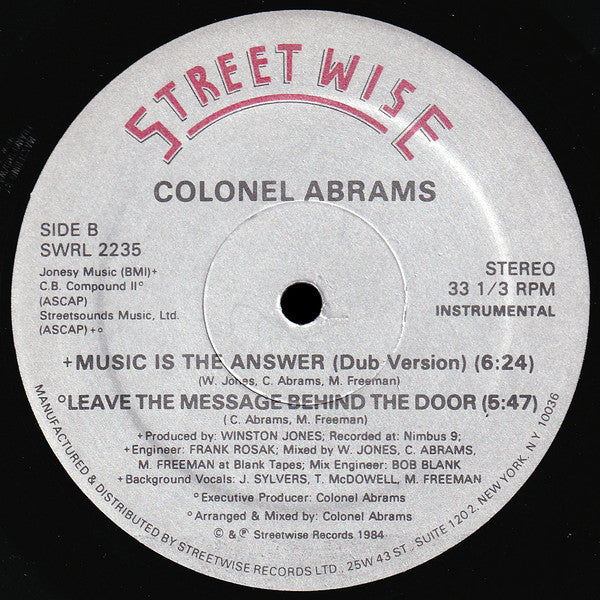 STREET WISE
COLONEL ABRAMS
SIDE B
SWRL 2235
Jonesy Music (BMI)+
C.B. Compound II°
(ASCAP)
Streetsounds Music, Ltd.
(ASCAP)+°
STEREO
33 1/3 RPM
INSTRUMENTAL
+MUSIC IS THE ANSWER (Dub Version) (6:24)
(W. Jones, C. Abrams, M. Freeman)
°LEAVE THE MESSAGE BEHIND THE DOOR (5:47)
( C. Abrams, M. Freeman)
+Produced by: WINSTON JONES; Recorded at: Nimbus 9;
+Engineer: FRANK ROSAK; Mixed by W. JONES, C. ABRAMS,
M. FREEMAN at Blank Tapes; Mix Engineer: BOB BLANK
+Background Vocals: J. SYLVERS, T. McDOWELL, M. FREEMAN
°Executive Producer: Colonel Abrams
°Arranged & Mixed by: Colonel Abrams
© & ℗ Streetwise Records 1984
MANUFACTURED & DISTRIBUTED BY STREETWISE RECORDS LTD., 25W 43 ST., SUITE 1202, NEW YORK, NY 10036